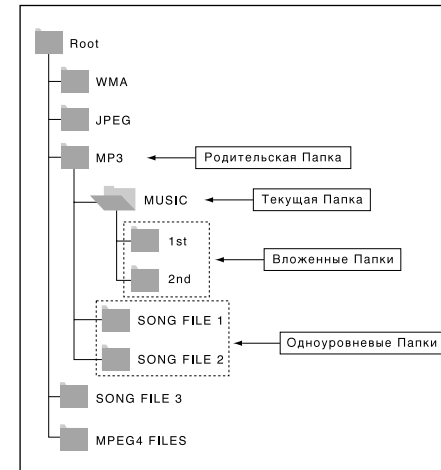 Root
WMA
JPEG
MP3
Родительская Папка
MUSIC
Текущая Папка
1st
Вложенные Папки
2nd
SONG FILE 1
Одноуровневые Папки
SONG FILE 2
SONG FILE 3
MPEG4 FILES